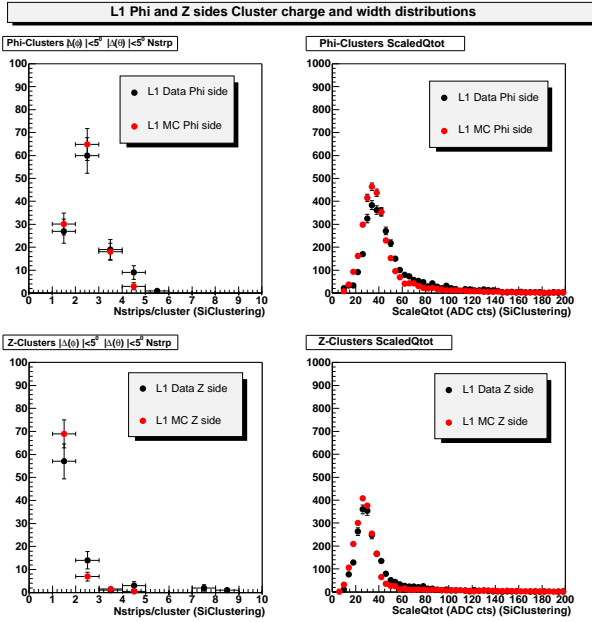 L1 Phi and Z sides Cluster charge and width distributions
Phi-Clusters |Δ(φ) |<5⁰ |Δ(θ) |<5⁰ Nstrp
100
90
80
70
60
50
40
30
20
10
0
L1 Data Phi side
L1 MC Phi side
0 1 2 3 4 5 6 7 8 9 10
Nstrips/cluster (SiClustering)
Phi-Clusters ScaledQtot
1000
900
800
700
600
500
400
300
200
100
0
L1 Data Phi side
L1 MC Phi side
0 20 40 60 80 100 120 140 160 180 200
ScaleQtot (ADC cts) (SiClustering)
Z-Clusters |Δ(φ) |<5⁰ |Δ(θ) |<5⁰ Nstrp
100
90
80
70
60
50
40
30
20
10
0
L1 Data Z side
L1 MC Z side
0 1 2 3 4 5 6 7 8 9 10
Nstrips/cluster (SiClustering)
Z-Clusters ScaledQtot
1000
900
800
700
600
500
400
300
200
100
0
L1 Data Z side
L1 MC Z side
0 20 40 60 80 100 120 140 160 180 200
ScaleQtot (ADC cts) (SiClustering)